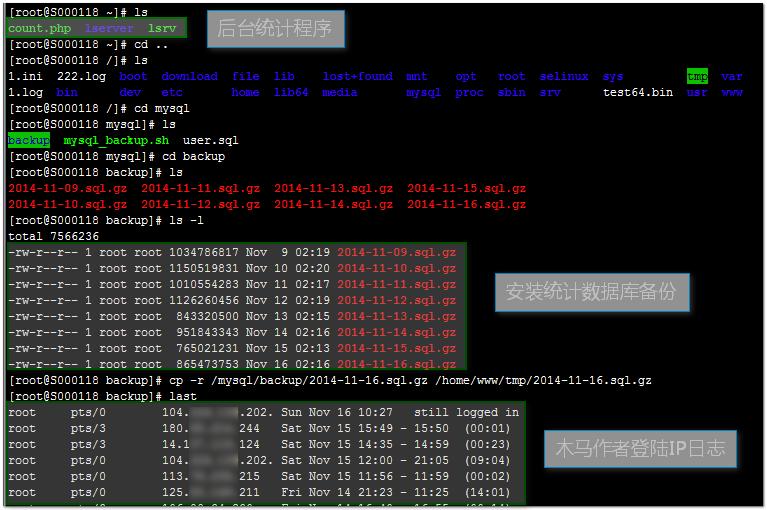 [root@S000118 ~]# ls
count.php lserver lsrv
后台统计程序
[root@S000118 ~]# cd ..
[root@S000118 /]# ls
1.ini 222.log boot download file lib lost+found mnt opt root selinux sys tmp var
1.log bin dev etc home lib64 media mysql proc sbin srv test64.bin usr www
[root@S000118 /]# cd mysql
[root@S000118 mysql]# ls
backup mysql_backup.sh user.sql
[root@S000118 mysql]# cd backup
[root@S000118 backup]# ls
2014-11-09.sql.gz 2014-11-11.sql.gz 2014-11-13.sql.gz 2014-11-15.sql.gz
2014-11-10.sql.gz 2014-11-12.sql.gz 2014-11-14.sql.gz 2014-11-16.sql.gz
[root@S000118 backup]# ls -l
total 7566236
-rw-r--r-- 1 root root 1034786817 Nov 9 02:19 2014-11-09.sql.gz
-rw-r--r-- 1 root root 1150519831 Nov 10 02:20 2014-11-10.sql.gz
-rw-r--r-- 1 root root 1010554283 Nov 11 02:17 2014-11-11.sql.gz
-rw-r--r-- 1 root root 1126260456 Nov 12 02:19 2014-11-12.sql.gz
-rw-r--r-- 1 root root 843320500 Nov 13 02:15 2014-11-13.sql.gz
-rw-r--r-- 1 root root 951843343 Nov 14 02:16 2014-11-14.sql.gz
-rw-r--r-- 1 root root 765021231 Nov 15 02:13 2014-11-15.sql.gz
-rw-r--r-- 1 root root 865473753 Nov 16 02:16 2014-11-16.sql.gz
安装统计数据库备份
[root@S000118 backup]# cp -r /mysql/backup/2014-11-16.sql.gz /home/www/tmp/2014-11-16.sql.gz
[root@S000118 backup]# last
root pts/0 104. .202. Sun Nov 16 10:27 still logged in
root pts/3 180. 244 Sat Nov 15 15:49 - 15:50 (00:01)
root pts/3 14.1 124 Sat Nov 15 14:35 - 14:59 (00:23)
root pts/0 104. .202. Sat Nov 15 12:00 - 21:05 (09:04)
root pts/2 113. 215 Sat Nov 15 11:56 - 11:59 (00:02)
root pts/0 125. 211 Fri Nov 14 21:23 - 11:25 (14:01)
木马作者登陆IP日志